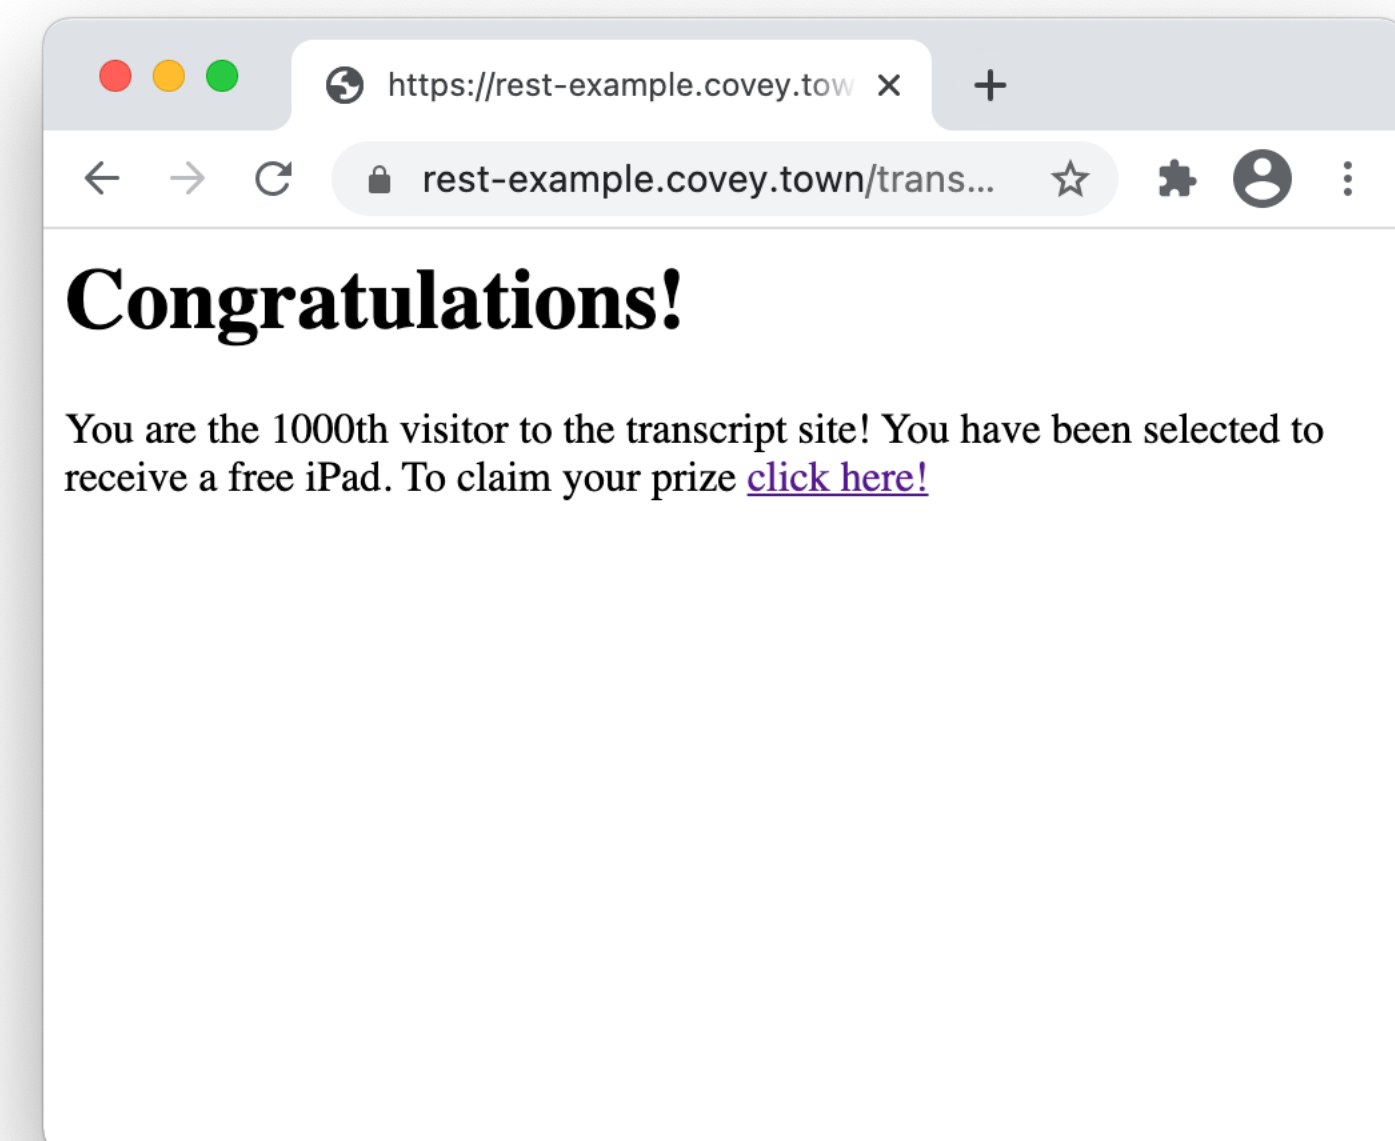 https://rest-example.covey.tow
rest-example.covey.town/trans...
Congratulations!
You are the 1000th visitor to the transcript site! You have been selected to
receive a free iPad. To claim your prize click here!